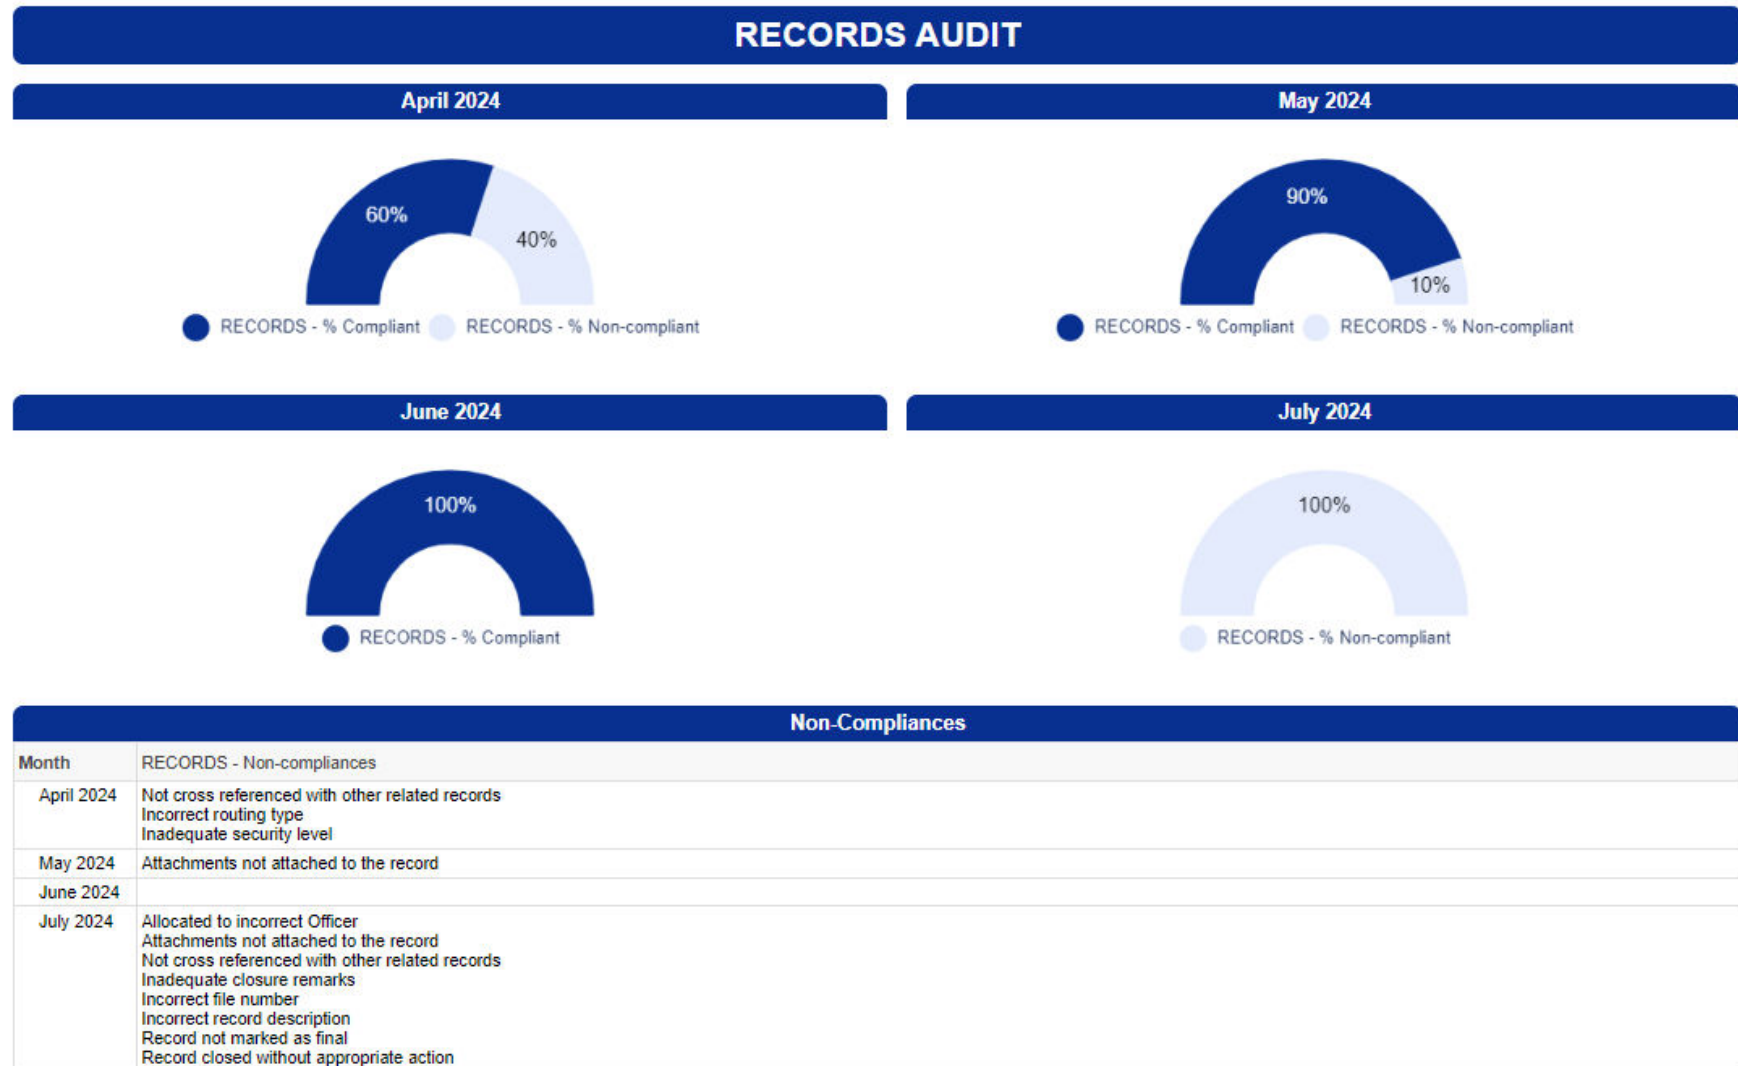 RECORDS AUDIT
April 2024
May 2024
60%
40%
90%
10%
RECORDS - % Compliant RECORDS - % Non-compliant
RECORDS - % Compliant RECORDS - % Non-compliant
June 2024
July 2024
100%
100%
RECORDS - % Compliant
RECORDS - % Non-compliant
Non-Compliances
Month RECORDS - Non-compliances
April 2024 Not cross referenced with other related records
Incorrect routing type
Inadequate security level
May 2024 Attachments not attached to the record
June 2024
July 2024 Allocated to incorrect Officer
Attachments not attached to the record
Not cross referenced with other related records
Inadequate closure remarks
Incorrect file number
Incorrect record description
Record not marked as final
Record closed without appropriate action